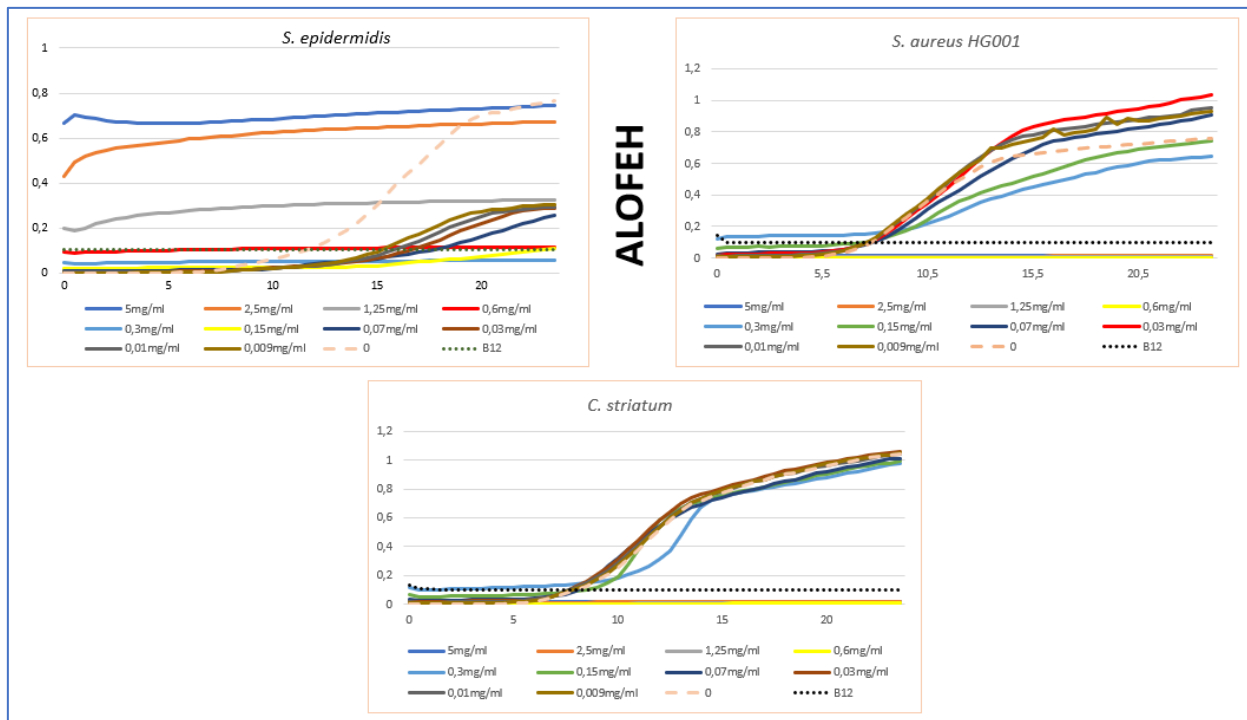 S. epidermidis
1
0,8
0,6
0,4
0,2
0
0 5 10 15 20
5mg/ml 2,5mg/ml 1,25mg/ml 0,6mg/ml
0,3mg/ml 0,15mg/ml 0,07mg/ml 0,03mg/ml
0,01mg/ml 0,009mg/ml 0 B12
ALOFEH
S. aureus HG001
1,2
1
0,8
0,6
0,4
0,2
0
0 5,5 10,5 15,5 20,5
5mg/ml 2,5mg/ml 1,25mg/ml 0,6mg/ml
0,3mg/ml 0,15mg/ml 0,07mg/ml 0,03mg/ml
0,01mg/ml 0,009mg/ml 0 B12
C. striatum
1,2
1
0,8
0,6
0,4
0,2
0
0 5 10 15 20
5mg/ml 2,5mg/ml 1,25mg/ml 0,6mg/ml
0,3mg/ml 0,15mg/ml 0,07mg/ml 0,03mg/ml
0,01mg/ml 0,009mg/ml 0 B12